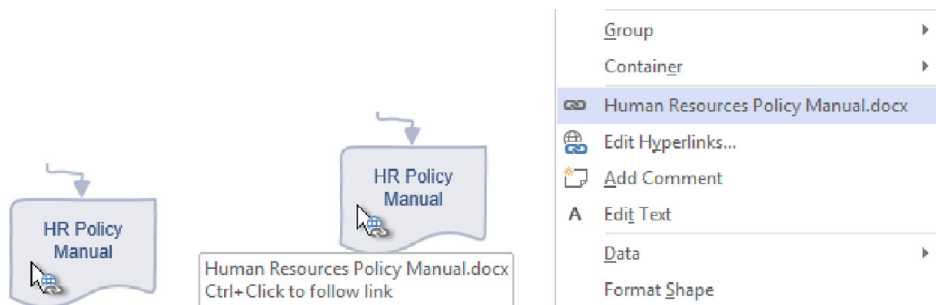 HR Policy
Manual
HR Policy
Manual
Human Resources Policy Manual.docx
Ctrl+Click to follow link
Group
Container
Human Resources Policy Manual.docx
Edit Hyperlinks...
Add Comment
A Edit Text
Data
Format Shape